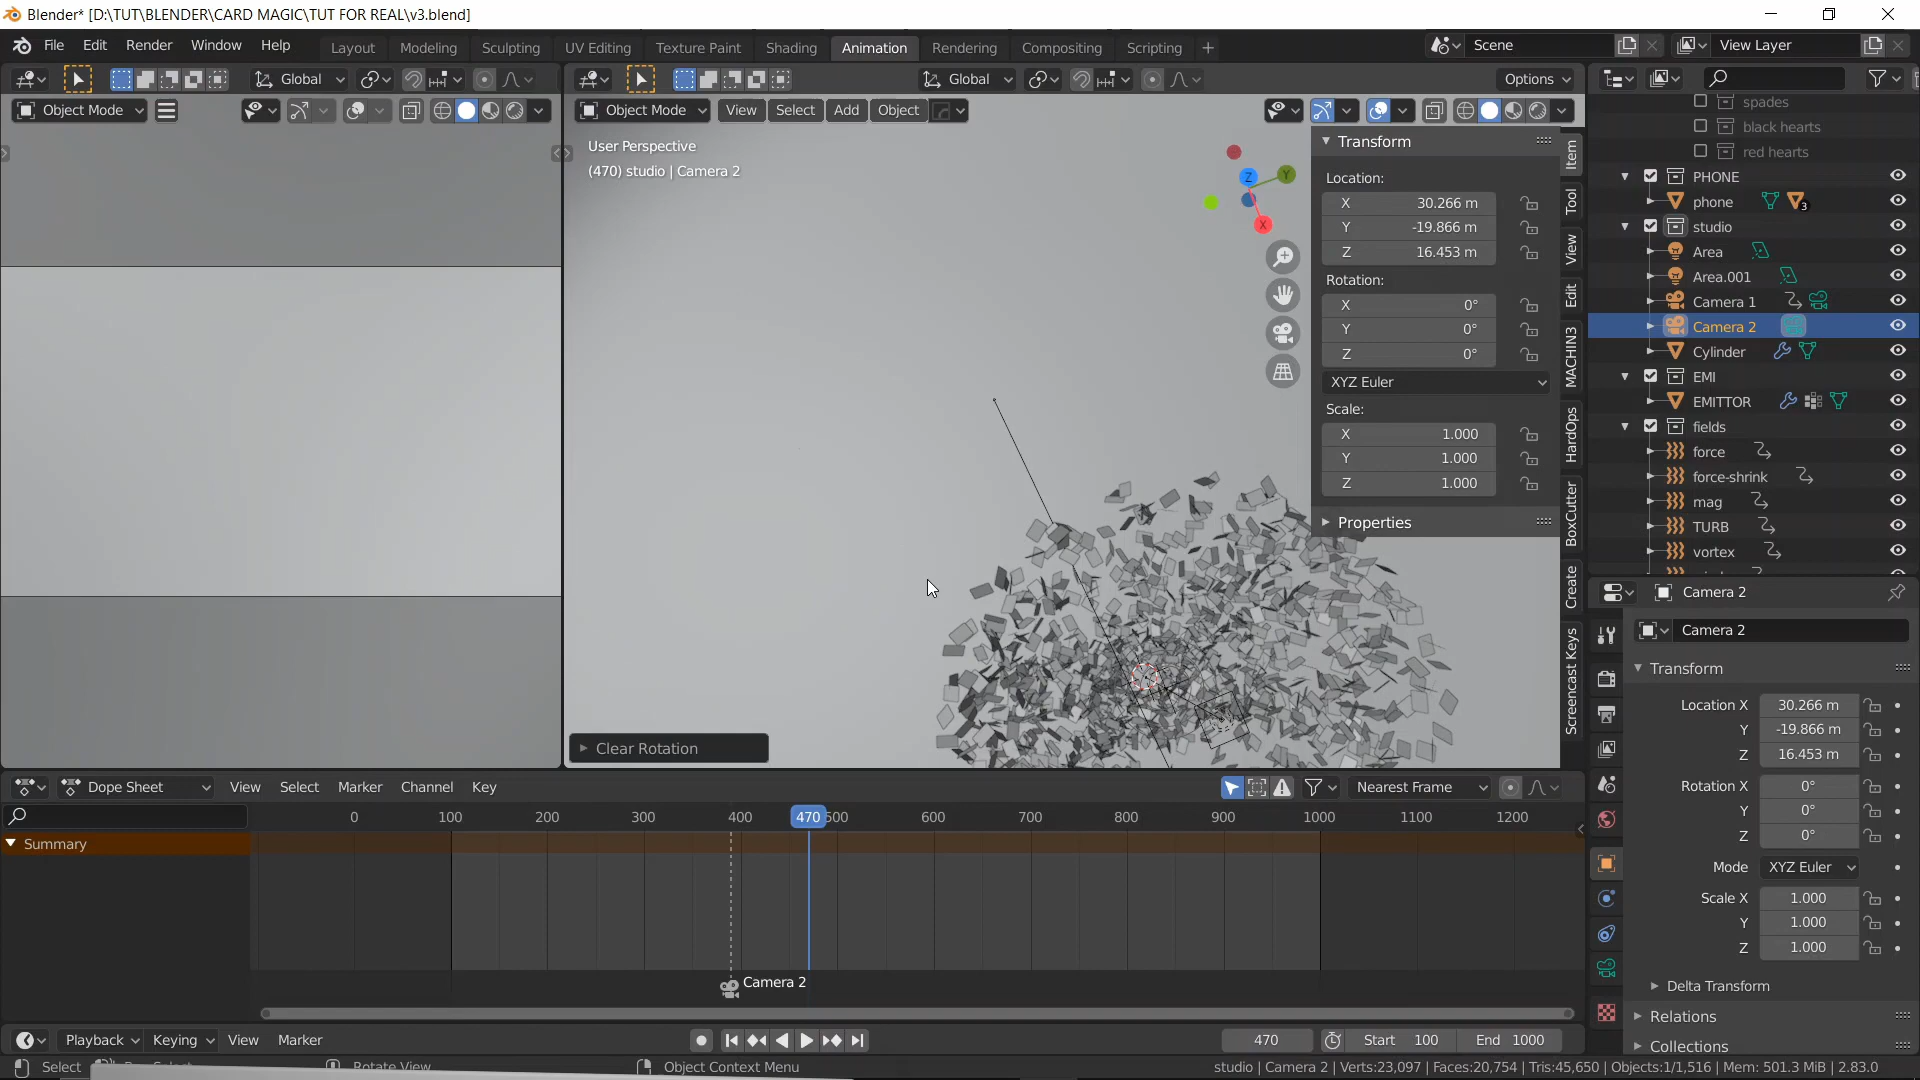 Blender* [D:\TUT\BLENDER\CARD MAGIC\TUT FOR REAL\v3.blend]
File Edit Render Window Help
Layout Modeling Sculpting UV Editing Texture Paint Shading Animation Rendering Compositing Scripting +
Scene
View Layer
Global
Global
Options
Object Mode
Object Mode View Select Add Object
User Perspective
(470) studio | Camera 2
Z Y X
Transform
Location:
X 30.266 m
Y -19.866 m
Z 16.453 m
Rotation:
X 0°
Y 0°
Z 0°
XYZ Euler
Scale:
X 1.000
Y 1.000
Z 1.000
Properties
Item
Tool
View
Edit
MACHIN3
HardOps
BoxCutter
Create
Screencast Keys
spades
black hearts
red hearts
PHONE
phone 3
studio
Area
Area.001
Camera 1
Camera 2
Cylinder
EMI
EMITTOR
fields
force
force-shrink
mag
TURB
vortex
Camera 2
Camera 2
Transform
Location X 30.266 m
Y -19.866 m
Z 16.453 m
Rotation X 0°
Y 0°
Z 0°
Mode XYZ Euler
Scale X 1.000
Y 1.000
Z 1.000
Delta Transform
Relations
Collections
Clear Rotation
Dope Sheet View Select Marker Channel Key
Nearest Frame
0 100 200 300 400 470 500 600 700 800 900 1000 1100 1200
Summary
Camera 2
Playback Keying View Marker
470 Start 100 End 1000
Select
Rotate View
Object Context Menu
studio | Camera 2 | Verts:23,097 | Faces:20,754 | Tris:45,650 | Objects:1/1,516 | Mem: 501.3 MiB | 2.83.0